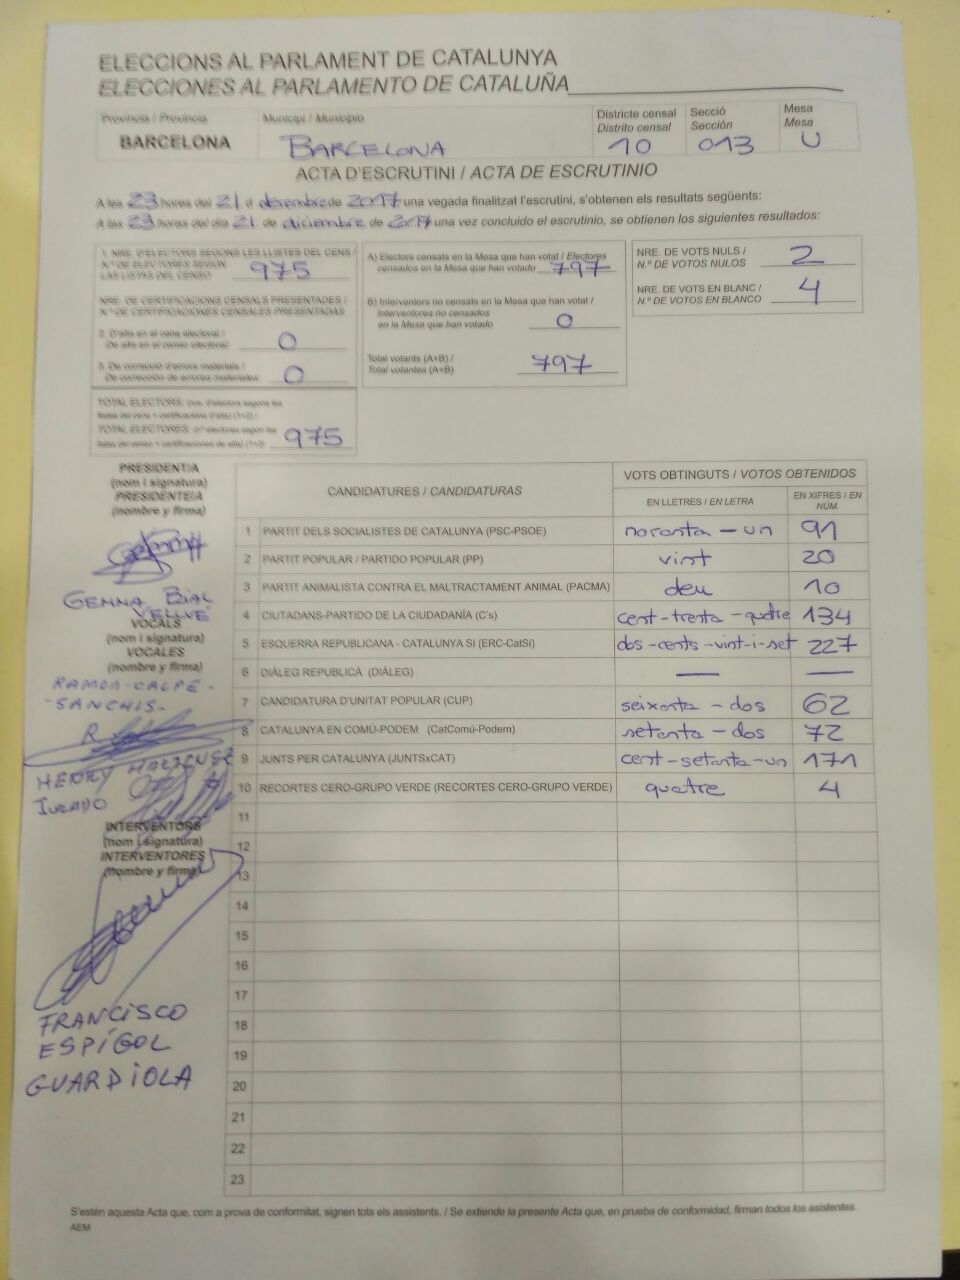 ELECCIONS AL PARLAMENT DE CATALUNYA
ELECCIONES AL PARLAMENTO DE CATALUÑA
Provincia / Provincia
BARCELONA
Municipi / Municipio
BARCELONA
Districte censal
Distrito censal
10
Secció
Sección
013
Mesa
Mesa
U
ACTA D'ESCRUTINI / ACTA DE ESCRUTINIO
A les 23 hores del 21 d desembre de 2017 una vegada finalitzat l'escrutini, s'obtenen els resultats següents:
A las 23 horas del día 21 de diciembre de 2017 una vez concluido el escrutinio, se obtienen los siguientes resultados:
1. NRE. D'ELECTORS SEGONS LES LLISTES DEL CENS /
N.º DE ELECTORES SEGÚN
LAS LISTAS DEL CENSO
975
NRE. DE CERTIFICACIONS CENSALS PRESENTADES /
N.º DE CERTIFICACIONES CENSALES PRESENTADAS
2. D'alta en el cens electoral /
De alta en el censo electoral:
0
3. De correcció d'errors materials /
De corrección de errores materiales:
0
TOTAL ELECTORS: (nre. d'electors segons les
llistes del cens + certificacions d'alta) (1+2) /
TOTAL ELECTORES: (nº electores según las
listas del censo + certificaciones de alta) (1+2)
975
A) Electors censats en la Mesa que han votat / Electores
censados en la Mesa que han votado
797
B) Interventors no censats en la Mesa que han votat /
Interventores no censados
en la Mesa que han votado
0
Total votants (A+B) /
Total votantes (A+B)
797
NRE. DE VOTS NULS /
N.º DE VOTOS NULOS
2
NRE. DE VOTS EN BLANC /
N.º DE VOTOS EN BLANCO
4
PRESIDENT/A
(nom i signatura)
PRESIDENTE/A
(nombre y firma)
GEMMA BIAL
VELLVÉ
VOCALS
(nom i signatura)
VOCALES
(nombre y firma)
RAMON-CALPE-
-SANCHIS-
HENRY
JURADO
INTERVENTORS
(nom i signatura)
INTERVENTORES
(nombre y firma)
FRANCISCO
ESPÍGOL
GUARDIOLA
CANDIDATURES / CANDIDATURAS
VOTS OBTINGUTS / VOTOS OBTENIDOS
EN LLETRES / EN LETRA
EN XIFRES / EN NÚM.
1 PARTIT DELS SOCIALISTES DE CATALUNYA (PSC-PSOE) noranta - un 91
2 PARTIT POPULAR / PARTIDO POPULAR (PP) vint 20
3 PARTIT ANIMALISTA CONTRA EL MALTRACTAMENT ANIMAL (PACMA) deu 10
4 CIUTADANS-PARTIDO DE LA CIUDADANÍA (C's) cent-trenta-quatre 134
5 ESQUERRA REPUBLICANA - CATALUNYA SÍ (ERC-CatSí) dos-cents-vint-i-set 227
6 DIÀLEG REPUBLICÀ (DIÀLEG) — —
7 CANDIDATURA D'UNITAT POPULAR (CUP) seixanta - dos 62
8 CATALUNYA EN COMÚ-PODEM (CatComú-Podem) setanta - dos 72
9 JUNTS PER CATALUNYA (JUNTSxCAT) cent-setanta-un 171
10 RECORTES CERO-GRUPO VERDE (RECORTES CERO-GRUPO VERDE) quatre 4
11
12
13
14
15
16
17
18
19
20
21
22
23
S'estén aquesta Acta que, com a prova de conformitat, signen tots els assistents. / Se extiende la presente Acta que, en prueba de conformidad, firman todos los asistentes.
AEM